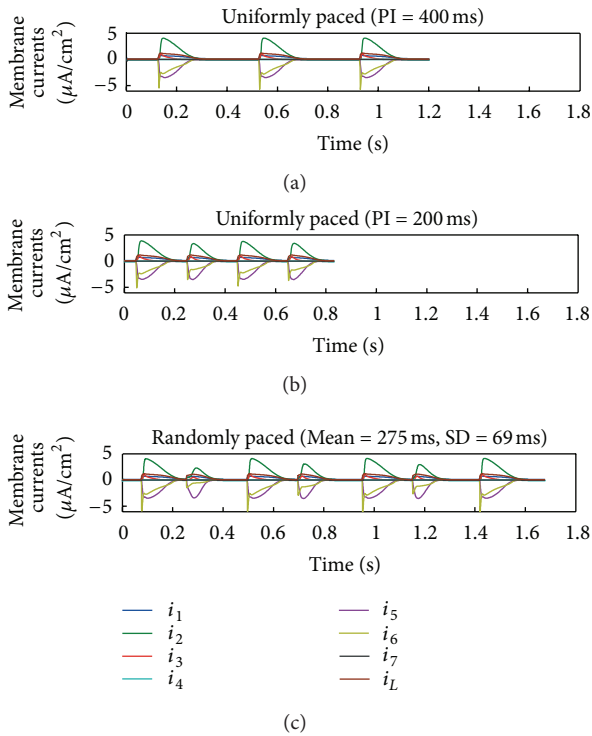 Uniformly paced (PI = 400 ms)
Membrane
currents
(μA/cm²)
5
0
−5
0 0.2 0.4 0.6 0.8 1 1.2 1.4 1.6 1.8
Time (s)
(a)
Uniformly paced (PI = 200 ms)
Membrane
currents
(μA/cm²)
5
0
−5
0 0.2 0.4 0.6 0.8 1 1.2 1.4 1.6 1.8
Time (s)
(b)
Randomly paced (Mean = 275 ms, SD = 69 ms)
Membrane
currents
(μA/cm²)
5
0
−5
0 0.2 0.4 0.6 0.8 1 1.2 1.4 1.6 1.8
Time (s)
i₁ i₅
i₂ i₆
i₃ i₇
i₄ i_L
(c)